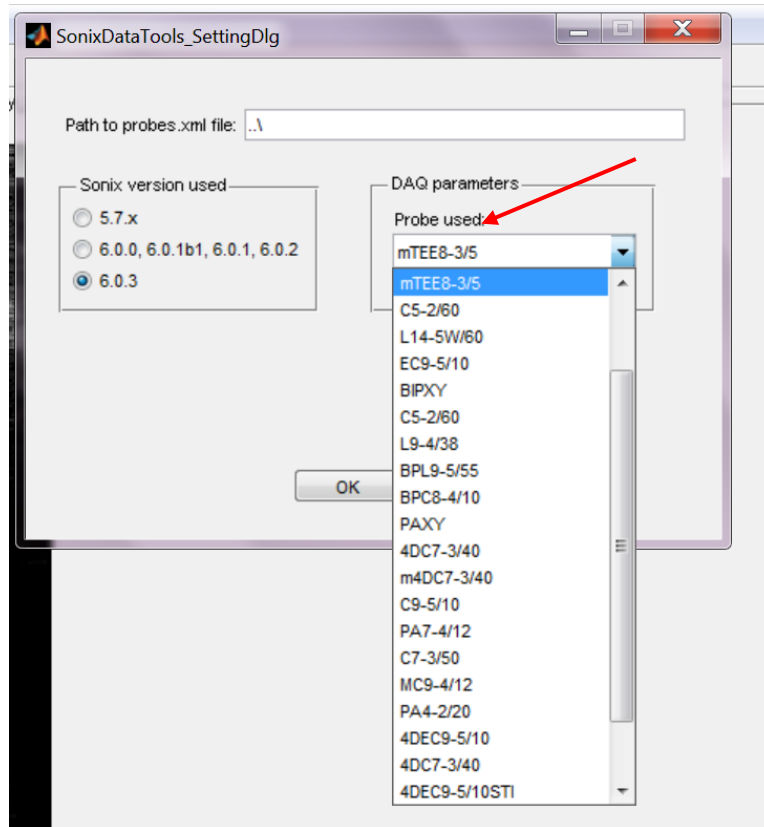 SonixDataTools_SettingDlg
Path to probes.xml file: ..\
Sonix version used
5.7.x
6.0.0, 6.0.1b1, 6.0.1, 6.0.2
6.0.3
DAQ parameters
Probe used:
mTEE8-3/5
mTEE8-3/5
C5-2/60
L14-5W/60
EC9-5/10
BIPXY
C5-2/60
L9-4/38
BPL9-5/55
BPC8-4/10
PAXY
4DC7-3/40
m4DC7-3/40
C9-5/10
PA7-4/12
C7-3/50
MC9-4/12
PA4-2/20
4DEC9-5/10
4DC7-3/40
4DEC9-5/10STI
OK